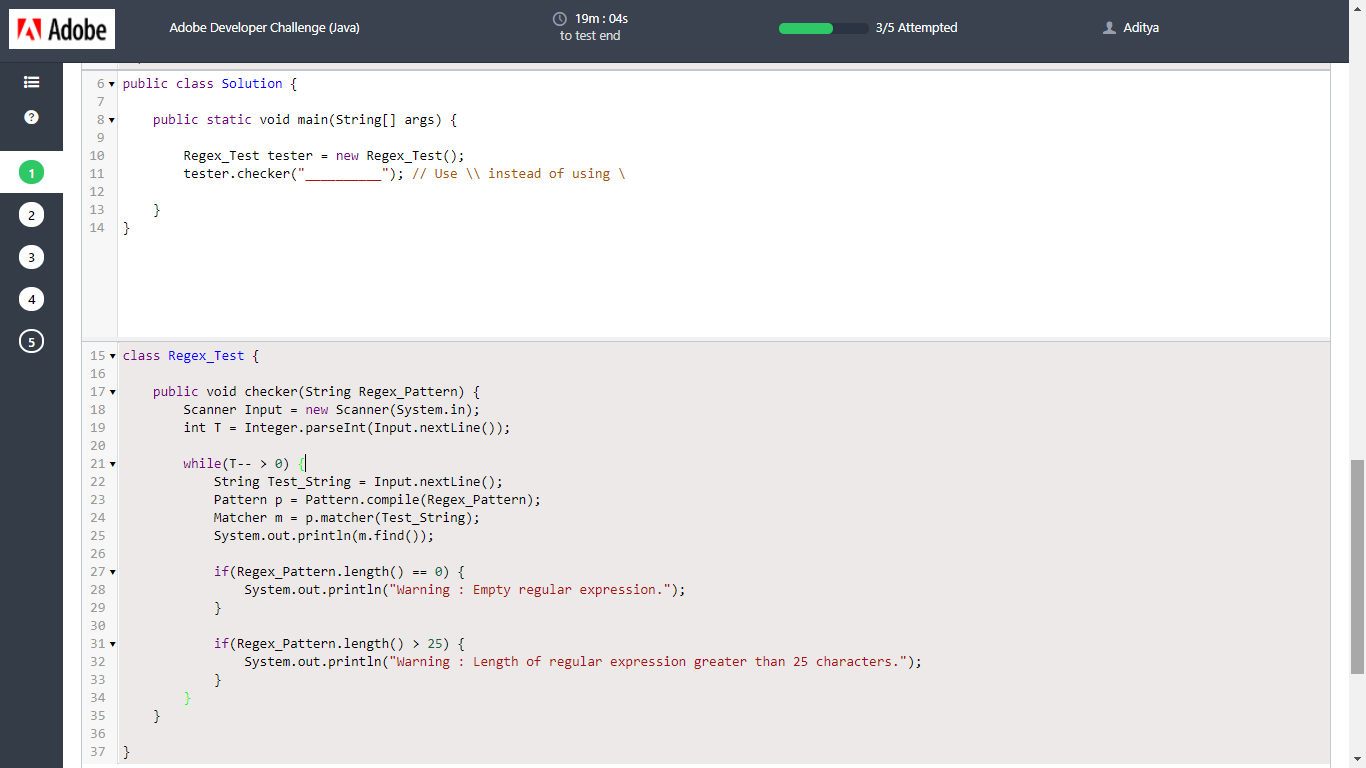 Adobe
Adobe Developer Challenge (Java)
19m : 04s
to test end
3/5 Attempted
Aditya
1
2
3
4
5
6 public class Solution {
7
8 public static void main(String[] args) {
9
10 Regex_Test tester = new Regex_Test();
11 tester.checker("__________"); // Use \\ instead of using \
12
13 }
14 }
15 class Regex_Test {
16
17 public void checker(String Regex_Pattern) {
18 Scanner Input = new Scanner(System.in);
19 int T = Integer.parseInt(Input.nextLine());
20
21 while(T-- > 0) {
22 String Test_String = Input.nextLine();
23 Pattern p = Pattern.compile(Regex_Pattern);
24 Matcher m = p.matcher(Test_String);
25 System.out.println(m.find());
26
27 if(Regex_Pattern.length() == 0) {
28 System.out.println("Warning : Empty regular expression.");
29 }
30
31 if(Regex_Pattern.length() > 25) {
32 System.out.println("Warning : Length of regular expression greater than 25 characters.");
33 }
34 }
35 }
36
37 }